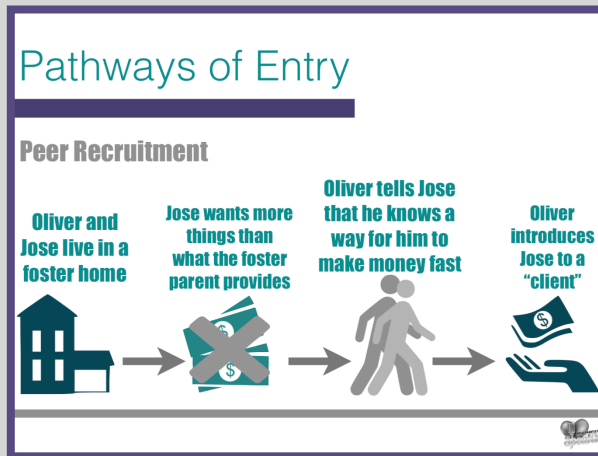 Pathways of Entry
Peer Recruitment
Oliver and
Jose live in a
foster home
Jose wants more
things than
what the foster
parent provides
Oliver tells Jose
that he knows a
way for him to
make money fast
Oliver
introduces
Jose to a
“client”
$
$
$